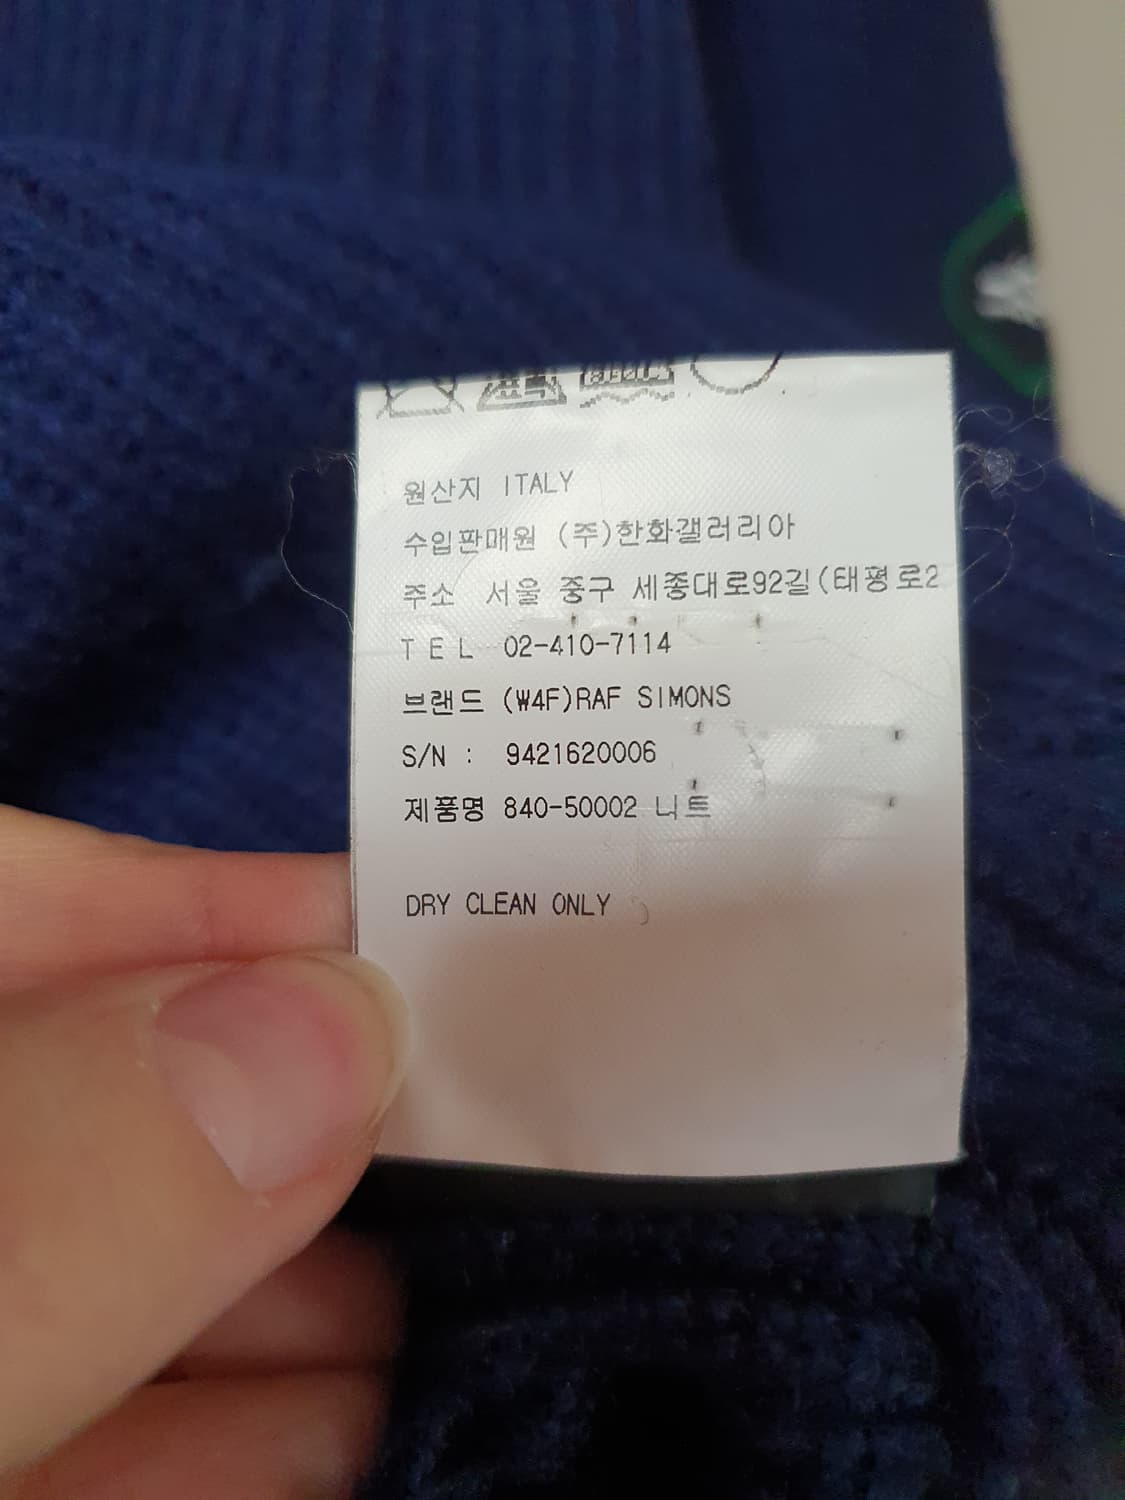 표백
원산지 ITALY
수입판매원 (주)한화갤러리아
주소 서울 중구 세종대로92길(태평로2
T E L 02-410-7114
브랜드 (W4F)RAF SIMONS
S/N : 9421620006
제품명 840-50002 니트
DRY CLEAN ONLY